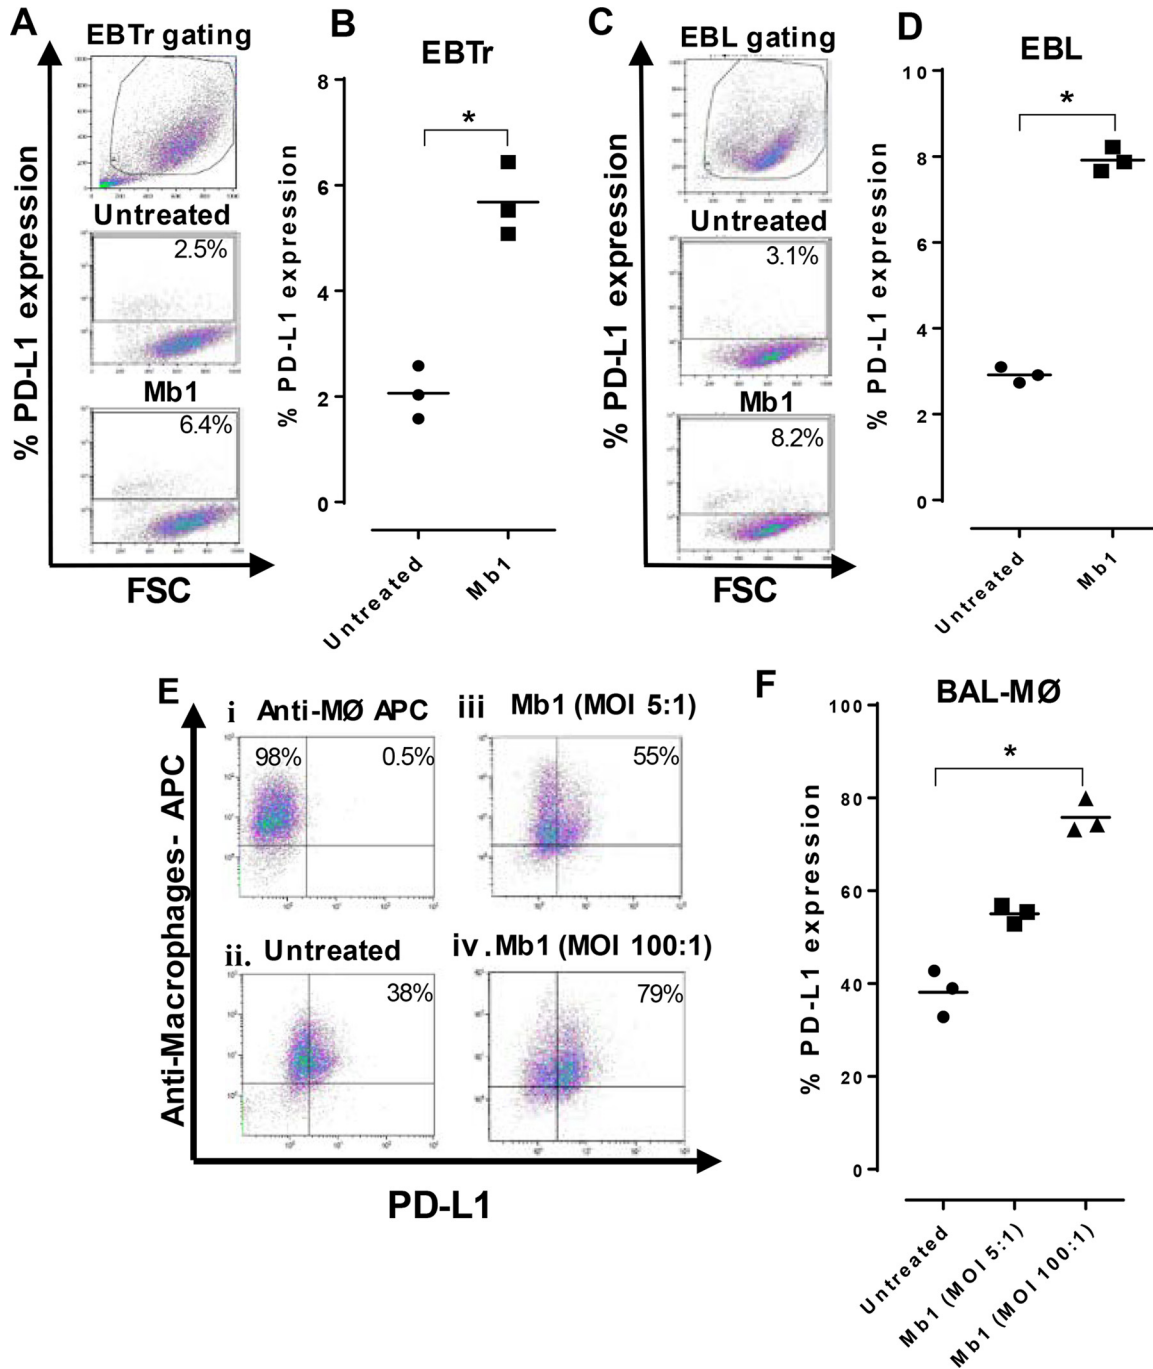 A
EBTr gating
% PD-L1 expression
Untreated
2.5%
Mb1
6.4%
FSC
B
EBTr
% PD-L1 expression
8
6
4
2
0
*
Untreated
Mb1
C
EBL gating
% PD-L1 expression
Untreated
3.1%
Mb1
8.2%
FSC
D
EBL
% PD-L1 expression
10
8
6
4
2
0
*
Untreated
Mb1
E
Anti-Macrophages- APC
i Anti-MØ APC
98% 0.5%
iii Mb1 (MOI 5:1)
55%
ii. Untreated
38%
iv. Mb1 (MOI 100:1)
79%
PD-L1
F
BAL-MØ
% PD-L1 expression
100
80
60
40
20
0
*
Untreated
Mb1 (MOI 5:1)
Mb1 (MOI 100:1)